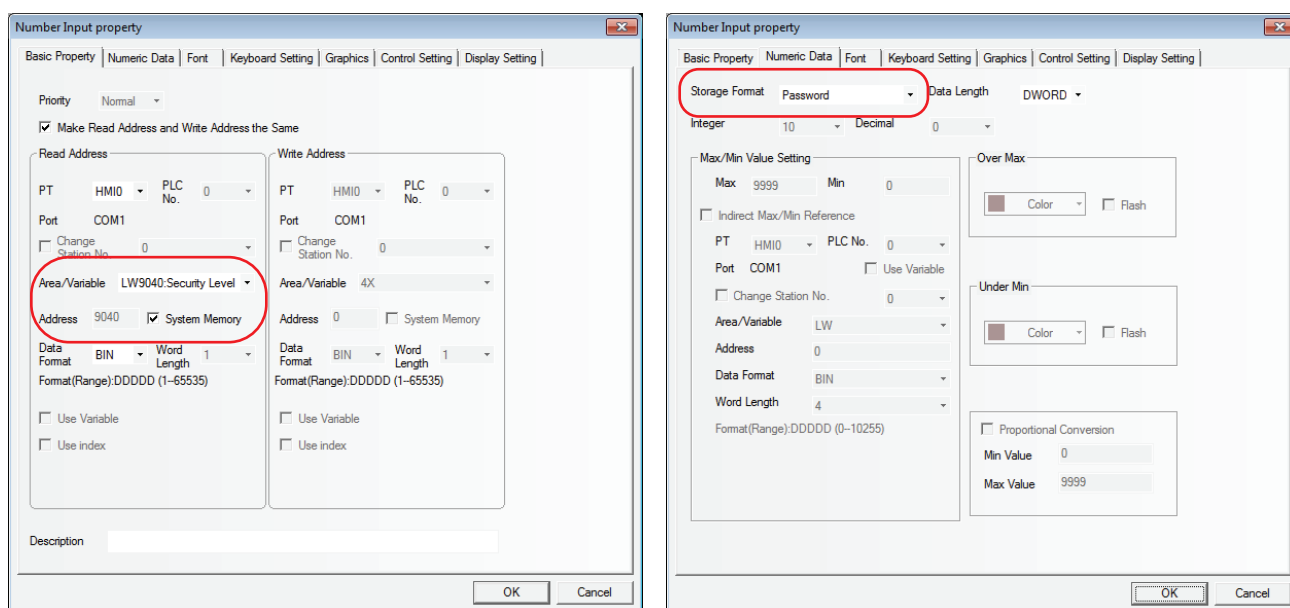 Number Input property
Basic Property Numeric Data Font Keyboard Setting Graphics Control Setting Display Setting
Priority Normal
Make Read Address and Write Address the Same
Read Address
PT HMI0 PLC No. 0
Port COM1
Change Station No. 0
Area/Variable LW9040:Security Level
Address 9040 System Memory
Data Format BIN Word Length 1
Format(Range):DDDDD (1--65535)
Use Variable
Use index
Write Address
PT HMI0 PLC No. 0
Port COM1
Change Station No. 0
Area/Variable 4X
Address 0 System Memory
Data Format BIN Word Length 1
Format(Range):DDDDD (1--65535)
Use Variable
Use index
Description
OK Cancel
Number Input property
Basic Property Numeric Data Font Keyboard Setting Graphics Control Setting Display Setting
Storage Format Password Data Length DWORD
Integer 10 Decimal 0
Max/Min Value Setting
Max 9999 Min 0
Indirect Max/Min Reference
PT HMI0 PLC No. 0
Port COM1 Use Variable
Change Station No. 0
Area/Variable LW
Address 0
Data Format BIN
Word Length 4
Format(Range):DDDDD (0--10255)
Over Max
Color Flash
Under Min
Color Flash
Proportional Conversion
Min Value 0
Max Value 9999
OK Cancel